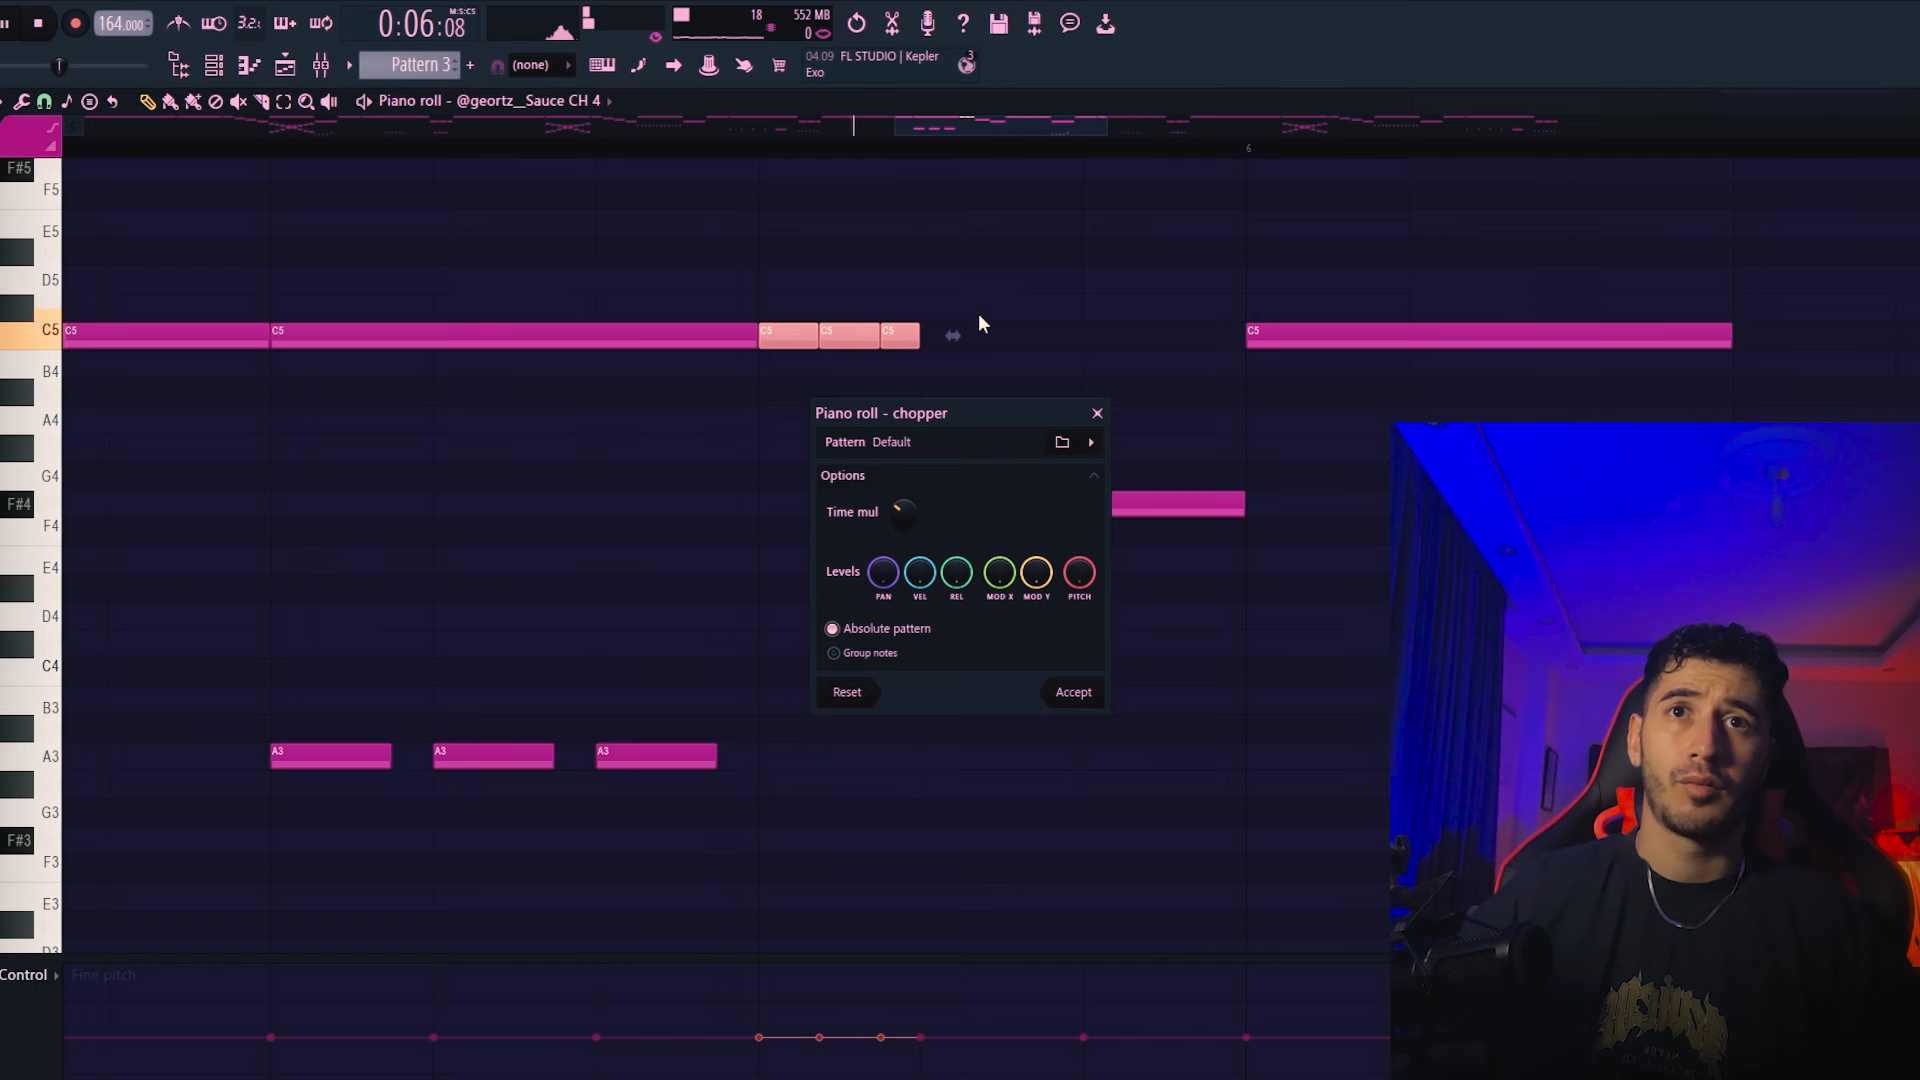 164.000
3.2.
0:06:08
M:S:CS
18
552 MB
0
Pattern 3
+
(none)
04.09 FL STUDIO | Kepler
Exo
3
Piano roll - @geortz__Sauce CH 4
6
F#5
F5
E5
D5
C5
C5
C5
C5
C5
C5
C5
B4
A4
G4
F#4
F4
E4
D4
C4
B3
A3
A3
A3
A3
G3
F#3
F3
E3
D3
Piano roll - chopper
Pattern Default
Options
Time mul
Levels
PAN
VEL
REL
MOD X
MOD Y
PITCH
Absolute pattern
Group notes
Reset
Accept
Control
Fine pitch